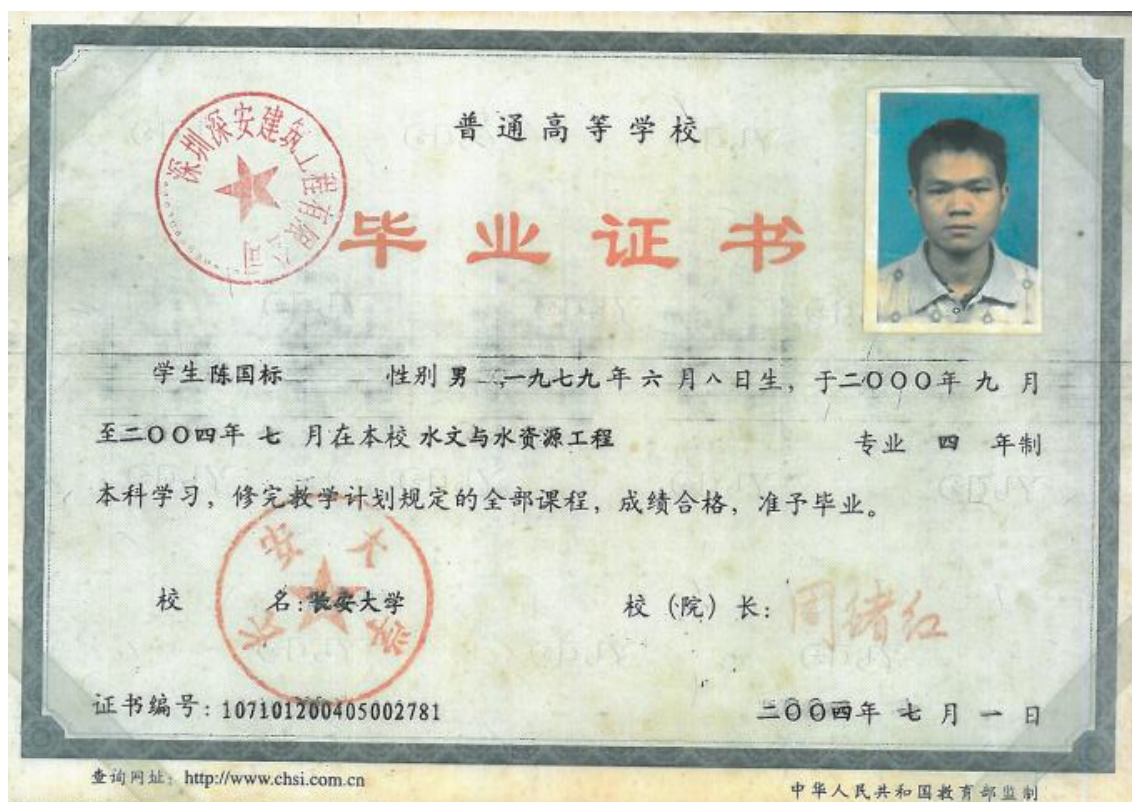 普通高等学校
深圳深安建筑工程有限公司
毕业证书
学生陈国标 性别 男 一九七九年 六 月 八 日生，于二〇〇〇年 九 月
至二〇〇四年 七 月在本校 水文与水资源工程 专业 四 年制
本科学习，修完教学计划规定的全部课程，成绩合格，准予毕业。
长安大学
校 名：长安大学 校（院）长：周绪红
证书编号：107101200405002781 二〇〇四年 七 月 一 日
查询网址：http://www.chsi.com.cn 中华人民共和国教育部监制